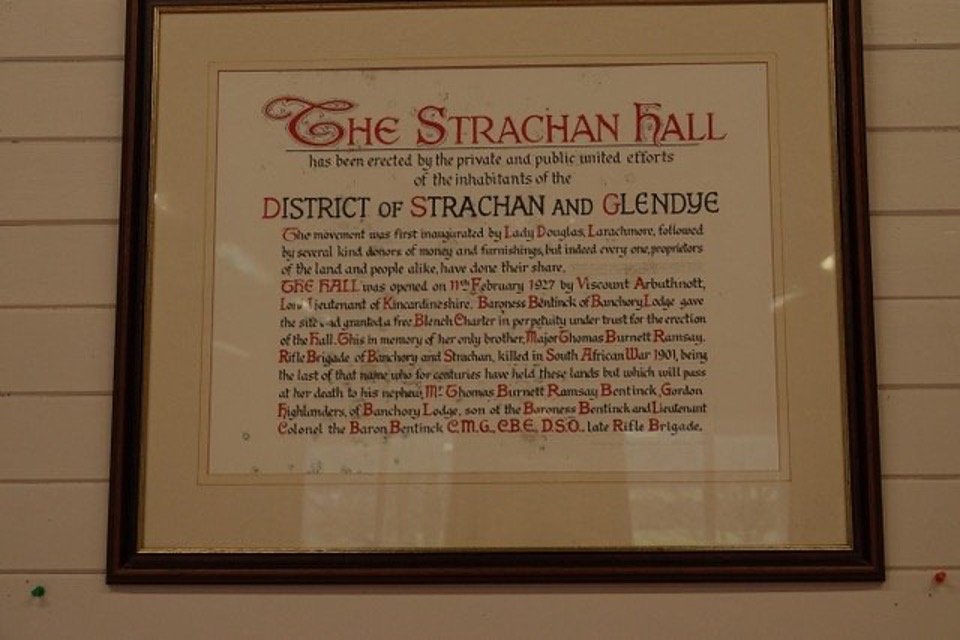 THE STRACHAN HALL
has been erected by the private and public united efforts
of the inhabitants of the
DISTRICT OF STRACHAN AND GLENDYE
The movement was first inaugurated by Lady Douglas, Larachmore, followed
by several kind donors of money and furnishings, but indeed every one, proprietors
of the land and people alike, have done their share.
THE HALL was opened on 11th February 1927 by Viscount Arbuthnott,
Lord Lieutenant of Kincardineshire. Baroness Bentinck of Banchory Lodge gave
the site and granted a free Blench Charter in perpetuity under trust for the erection
of the Hall. This in memory of her only brother, Major Thomas Burnett Ramsay,
Rifle Brigade of Banchory and Strachan, killed in South African War 1901, being
the last of that name who for centuries have held these lands but which will pass
at her death to his nephew, Mr Thomas Burnett Ramsay Bentinck, Gordon
Highlanders, of Banchory Lodge, son of the Baroness Bentinck and Lieutenant
Colonel the Baron Bentinck C.M.G., C.B.E., D.S.O., late Rifle Brigade.